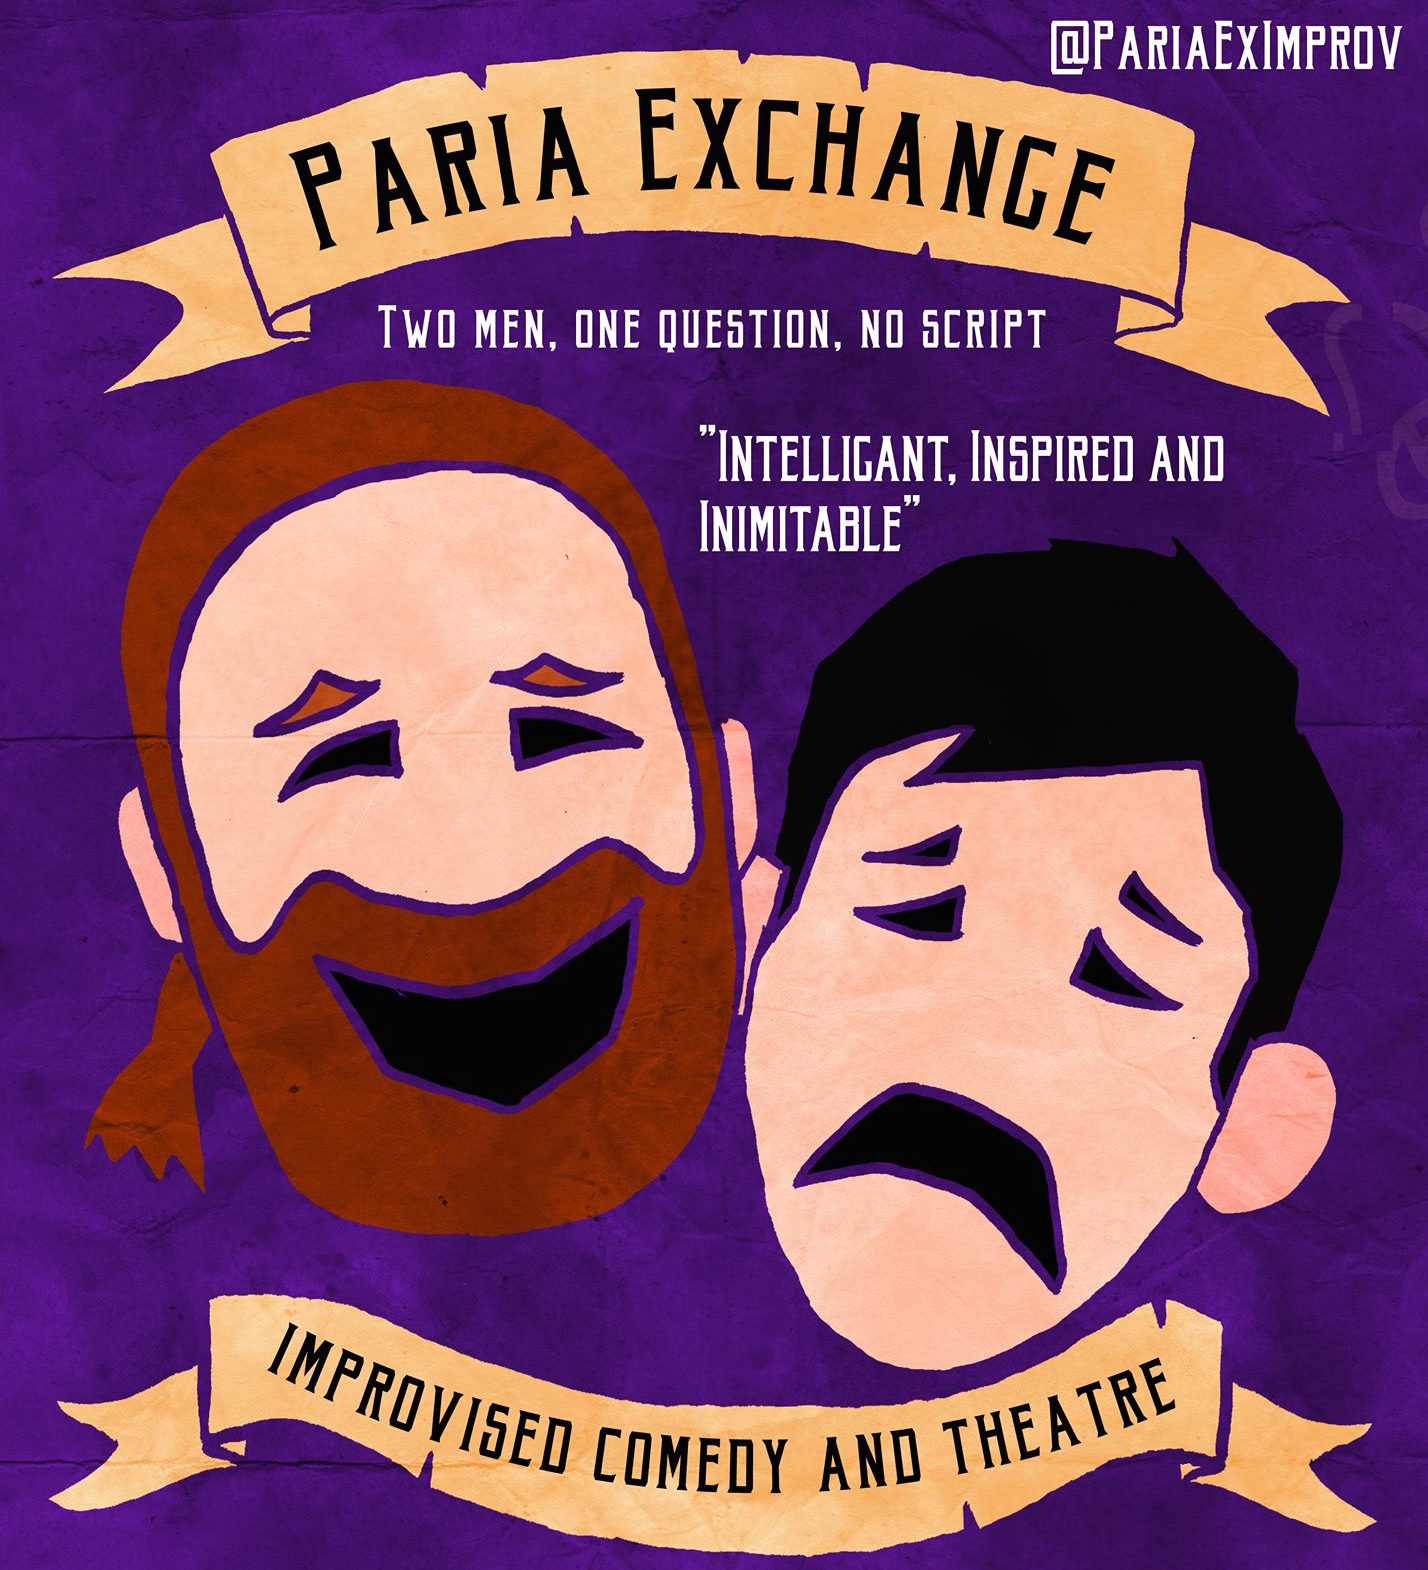 @PariaExImprov
Paria Exchange
Two men, one question, no script
”Intelligant, Inspired and
Inimitable”
Improvised comedy and theatre